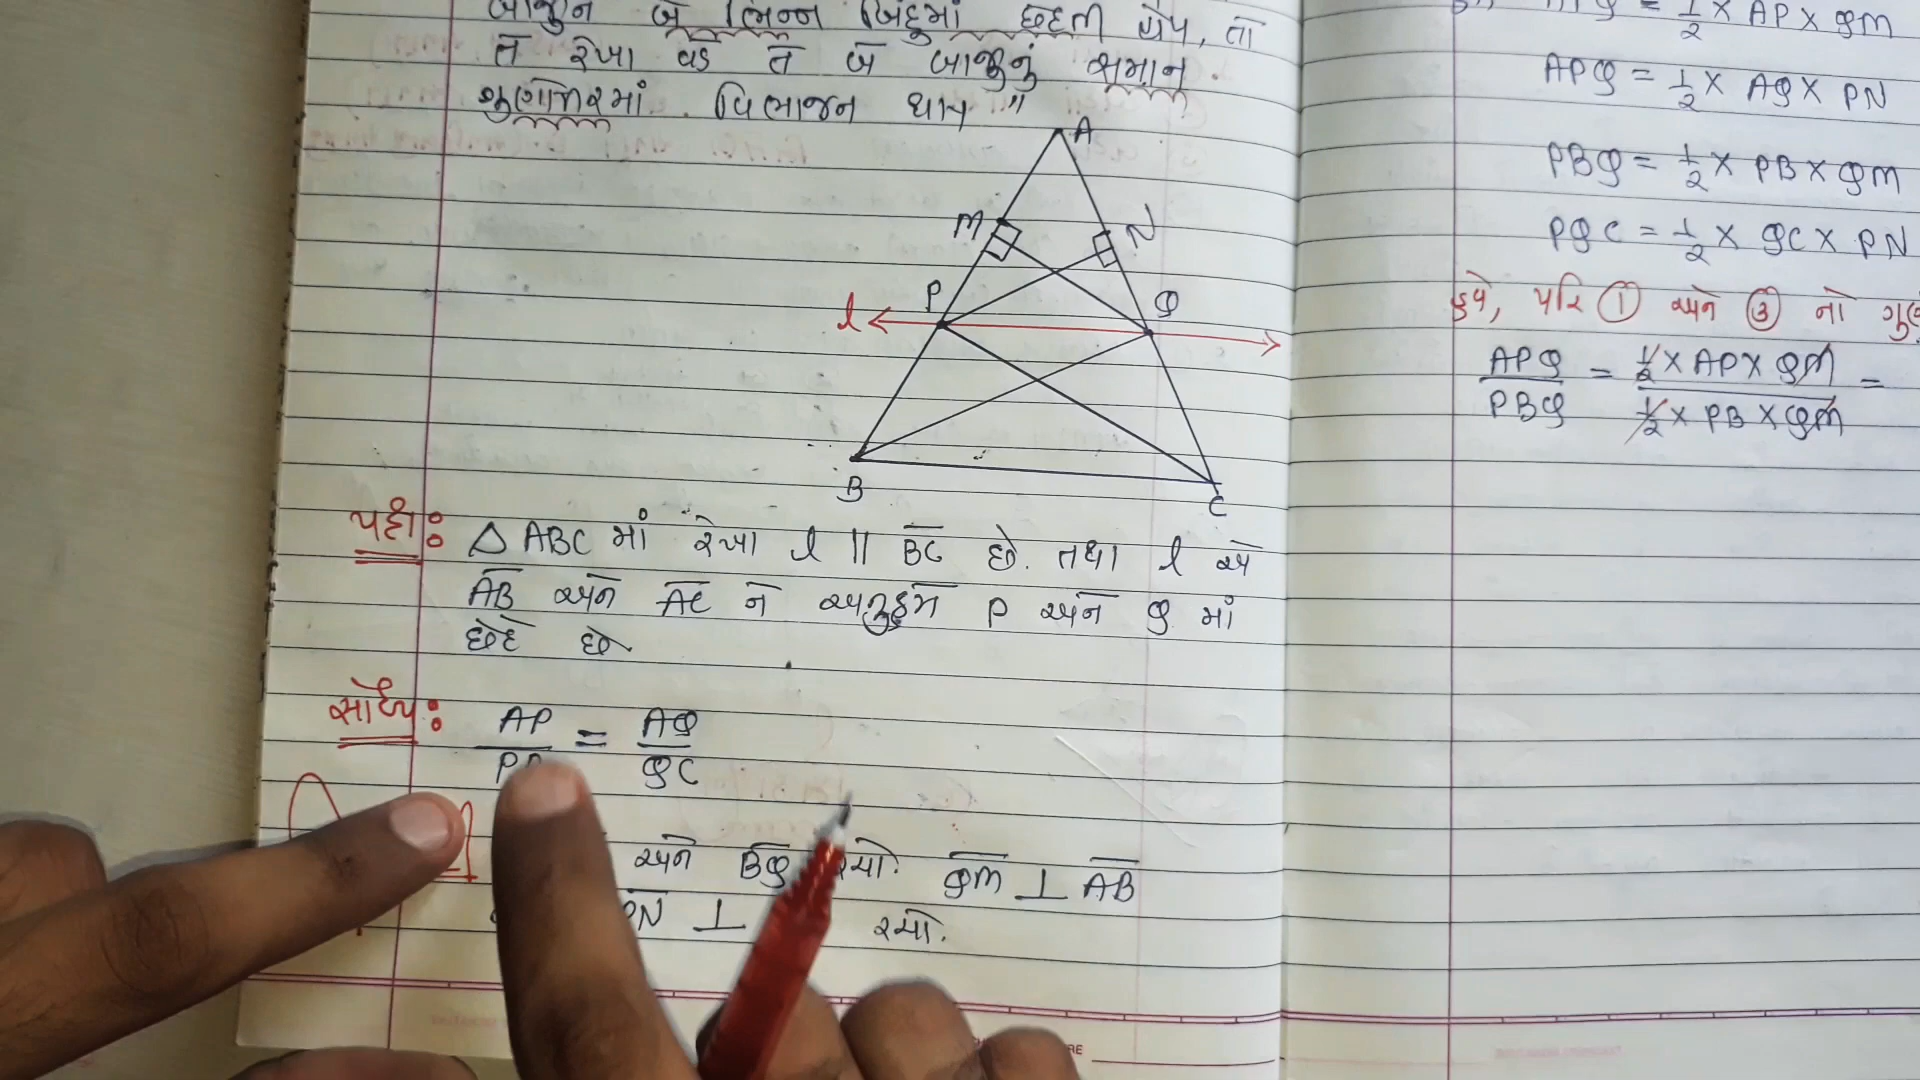 બાજુને બે ભિન્ન બિંદુમાં છેદતી હોય, તો
તે રેખા વડે તે બે બાજુનું સમાન
ગુણોત્તરમાં વિભાજન થાય "
A
M
N
P
Q
l
B
C
પક્ષ : △ ABC માં રેખા l || BC છે. તથા l એ
AB અને AC ને અનુક્રમે P અને Q માં
છેદે છે
સાધ્ય : AP/PB = AQ/QC
અને BQ રચો. QM ⊥ AB
PN ⊥ રચો.
= 1/2 × AP × QM
APQ = 1/2 × AQ × PN
PBQ = 1/2 × PB × QM
PQC = 1/2 × QC × PN
હવે, પરિ ① અને ③ નો
APQ/PBQ = 1/2 × AP × QM / 1/2 × PB × QM =